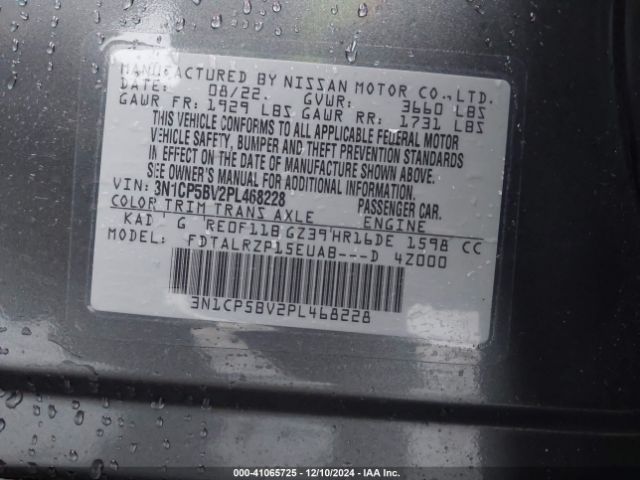 MANUFACTURED BY NISSAN MOTOR CO.,LTD.
DATE: 08/22. GVWR: 3660 LBS
GAWR FR: 1929 LBS GAWR RR: 1731 LBS
THIS VEHICLE CONFORMS TO ALL APPLICABLE FEDERAL MOTOR
VEHICLE SAFETY, BUMPER AND THEFT PREVENTION STANDARDS
IN EFFECT ON THE DATE OF MANUFACTURE SHOWN ABOVE.
SEE OWNER MANUAL FOR ADDITIONAL INFORMATION.
VIN: 3N1CP5BV2PL468228 PASSENGER CAR.
COLOR TRIM TRANS AXLE ENGINE
KAD ' G RE0F11B GZ39'HR16DE 1598 CC
MODEL: FDTALRZP15EUAB---D 4Z000
3N1CP5BV2PL468228
000-41065725 - 12/10/2024 - IAA Inc.